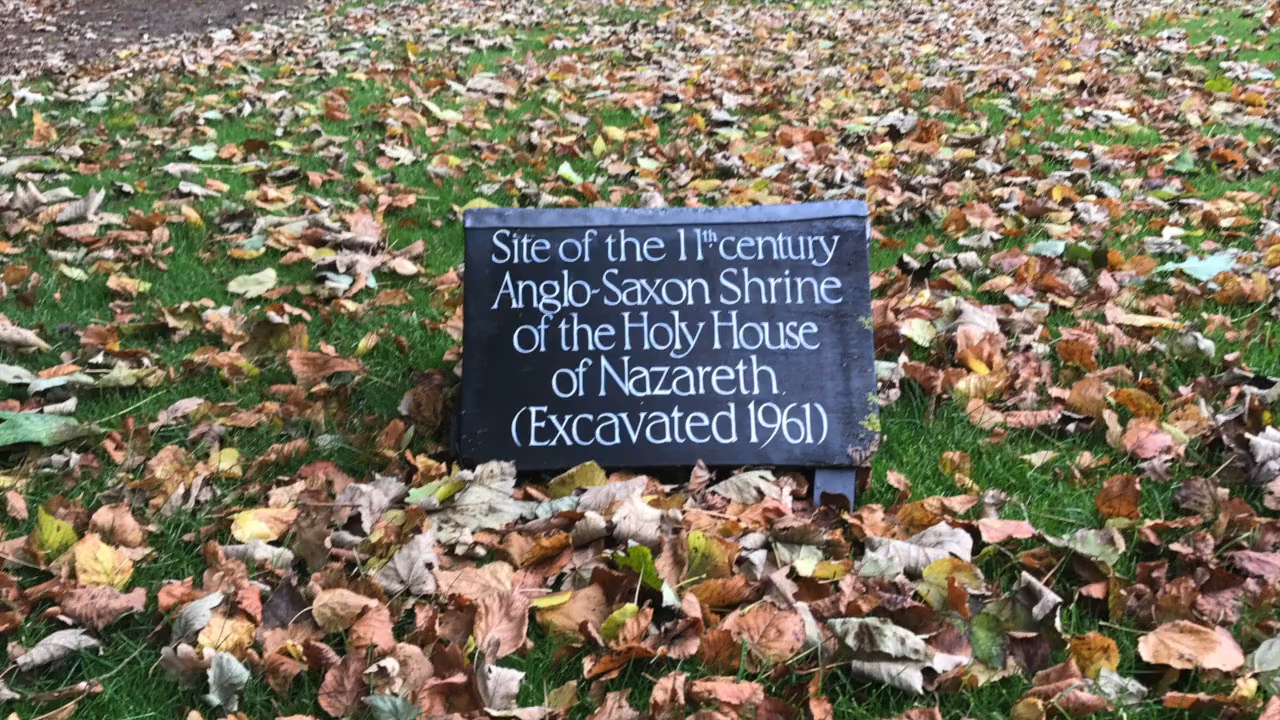 Site of the 11th century
Anglo-Saxon Shrine
of the Holy House
of Nazareth
(Excavated 1961)